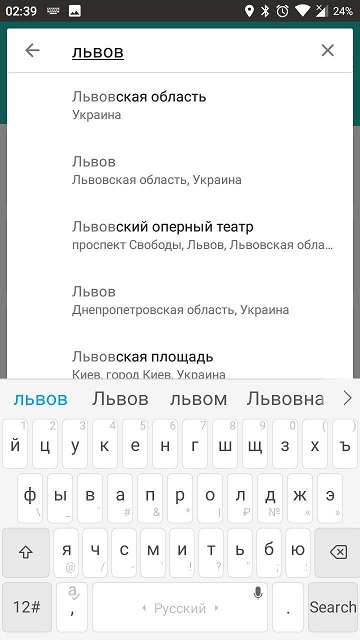 02:39 24%
львов
Львовская область
Украина
Львов
Львовская область, Украина
Львовский оперный театр
проспект Свободы, Львов, Львовская обла...
Львов
Днепропетровская область, Украина
Львовская площадь
Киев, город Киев, Украина
львов Львов львом Львовна
1 2 3 4 5 6 7 8 9 0 ( )
й ц у к е н г ш щ з х ъ
ф ы в а п р о л д ж э
\ _ - # & * | ₽ № « »
я ч с м и т ь б ю
@ / - ' ! ? " ; :
12# , Русский . Search